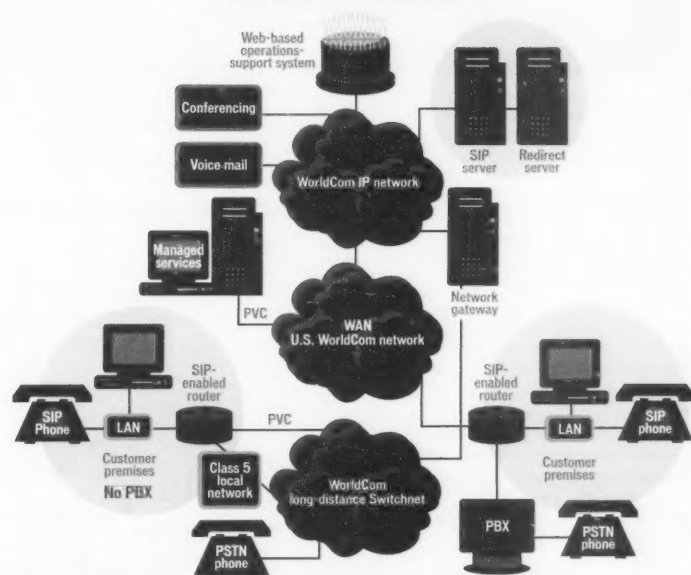 Web-based
operations-
support system
Conferencing
Voice mail
WorldCom IP network
SIP
server
Redirect
server
Managed
services
PVC
WAN
U.S. WorldCom network
Network
gateway
SIP
Phone
LAN
SIP-
enabled
router
PVC
Customer
premises
No PBX
Class 5
local
network
WorldCom
long-distance Switchnet
PSTN
phone
SIP-
enabled
router
LAN
SIP
phone
Customer
premises
PBX
PSTN
phone